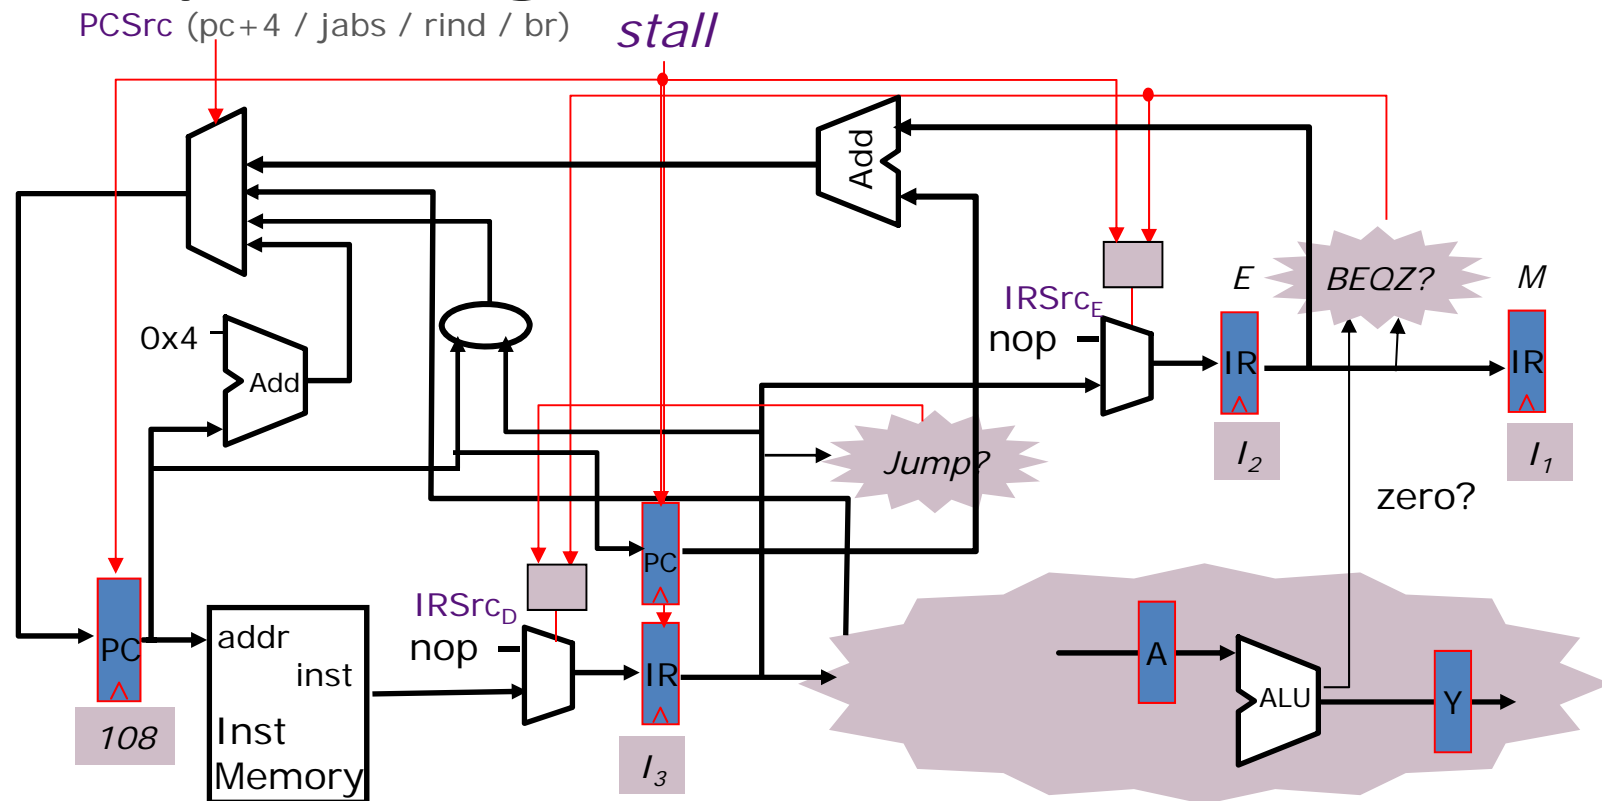 PCSrc (pc+4 / jabs / rind / br)
stall
Add
E
BEQZ?
M
IRSrcE
nop
IR
IR
0x4
Add
I2
I1
Jump?
zero?
PC
IRSrcD
nop
PC
addr
inst
Inst
Memory
IR
A
ALU
Y
108
I3